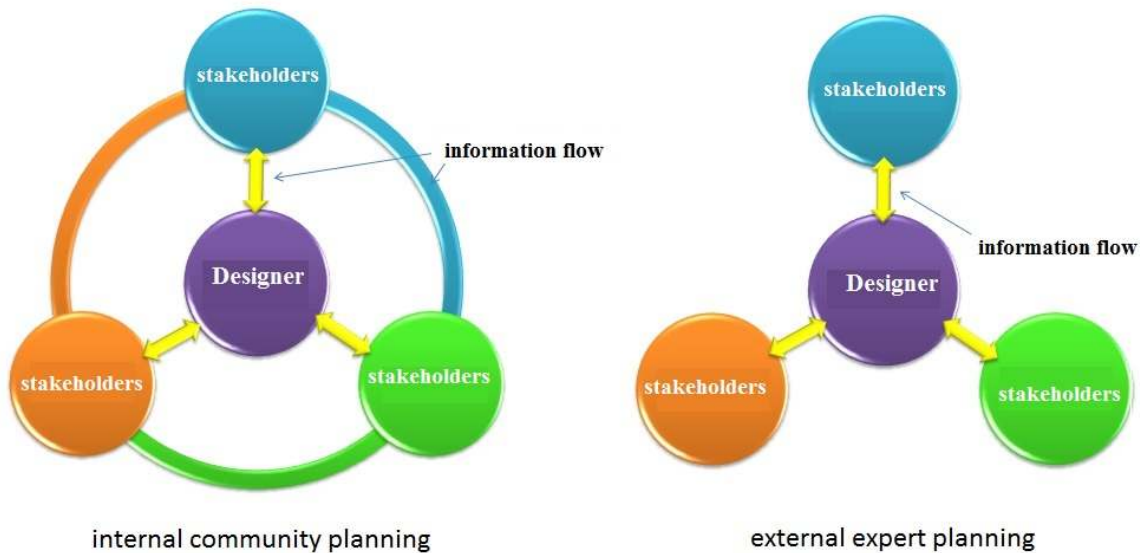 stakeholders
information flow
Designer
stakeholders
stakeholders
internal community planning
stakeholders
information flow
Designer
stakeholders
stakeholders
external expert planning